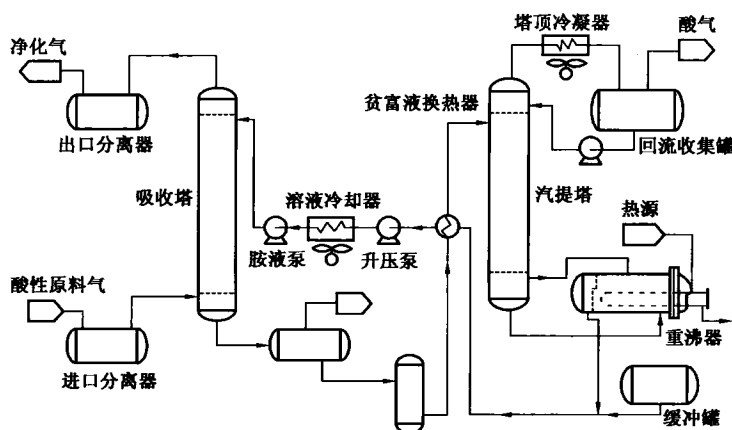 塔顶冷凝器
酸气
净化气
贫富液换热器
出口分离器
回流收集罐
吸收塔
溶液冷却器
汽提塔
热源
胺液泵
升压泵
酸性原料气
重沸器
进口分离器
缓冲罐